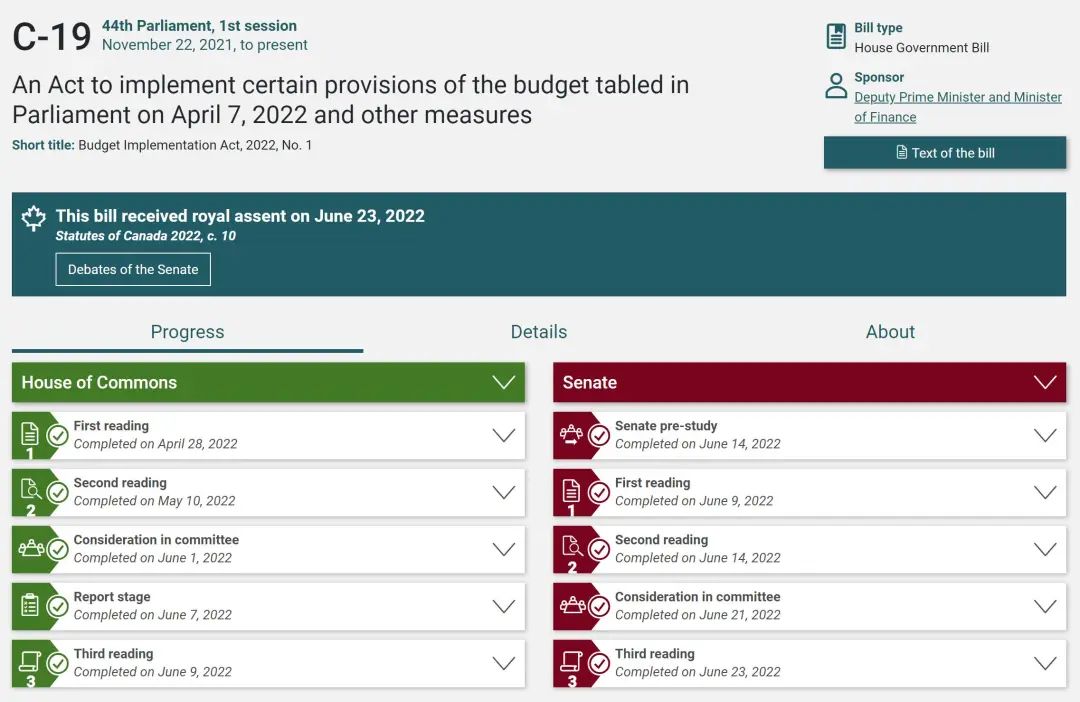 C-19
44th Parliament, 1st session
November 22, 2021, to present
An Act to implement certain provisions of the budget tabled in
Parliament on April 7, 2022 and other measures
Short title: Budget Implementation Act, 2022, No. 1
Bill type
House Government Bill
Sponsor
Deputy Prime Minister and Minister
of Finance
Text of the bill
This bill received royal assent on June 23, 2022
Statutes of Canada 2022, c. 10
Debates of the Senate
Progress
Details
About
House of Commons
1
First reading
Completed on April 28, 2022
2
Second reading
Completed on May 10, 2022
Consideration in committee
Completed on June 1, 2022
Report stage
Completed on June 7, 2022
3
Third reading
Completed on June 9, 2022
Senate
Senate pre-study
Completed on June 14, 2022
1
First reading
Completed on June 9, 2022
2
Second reading
Completed on June 14, 2022
Consideration in committee
Completed on June 21, 2022
3
Third reading
Completed on June 23, 2022